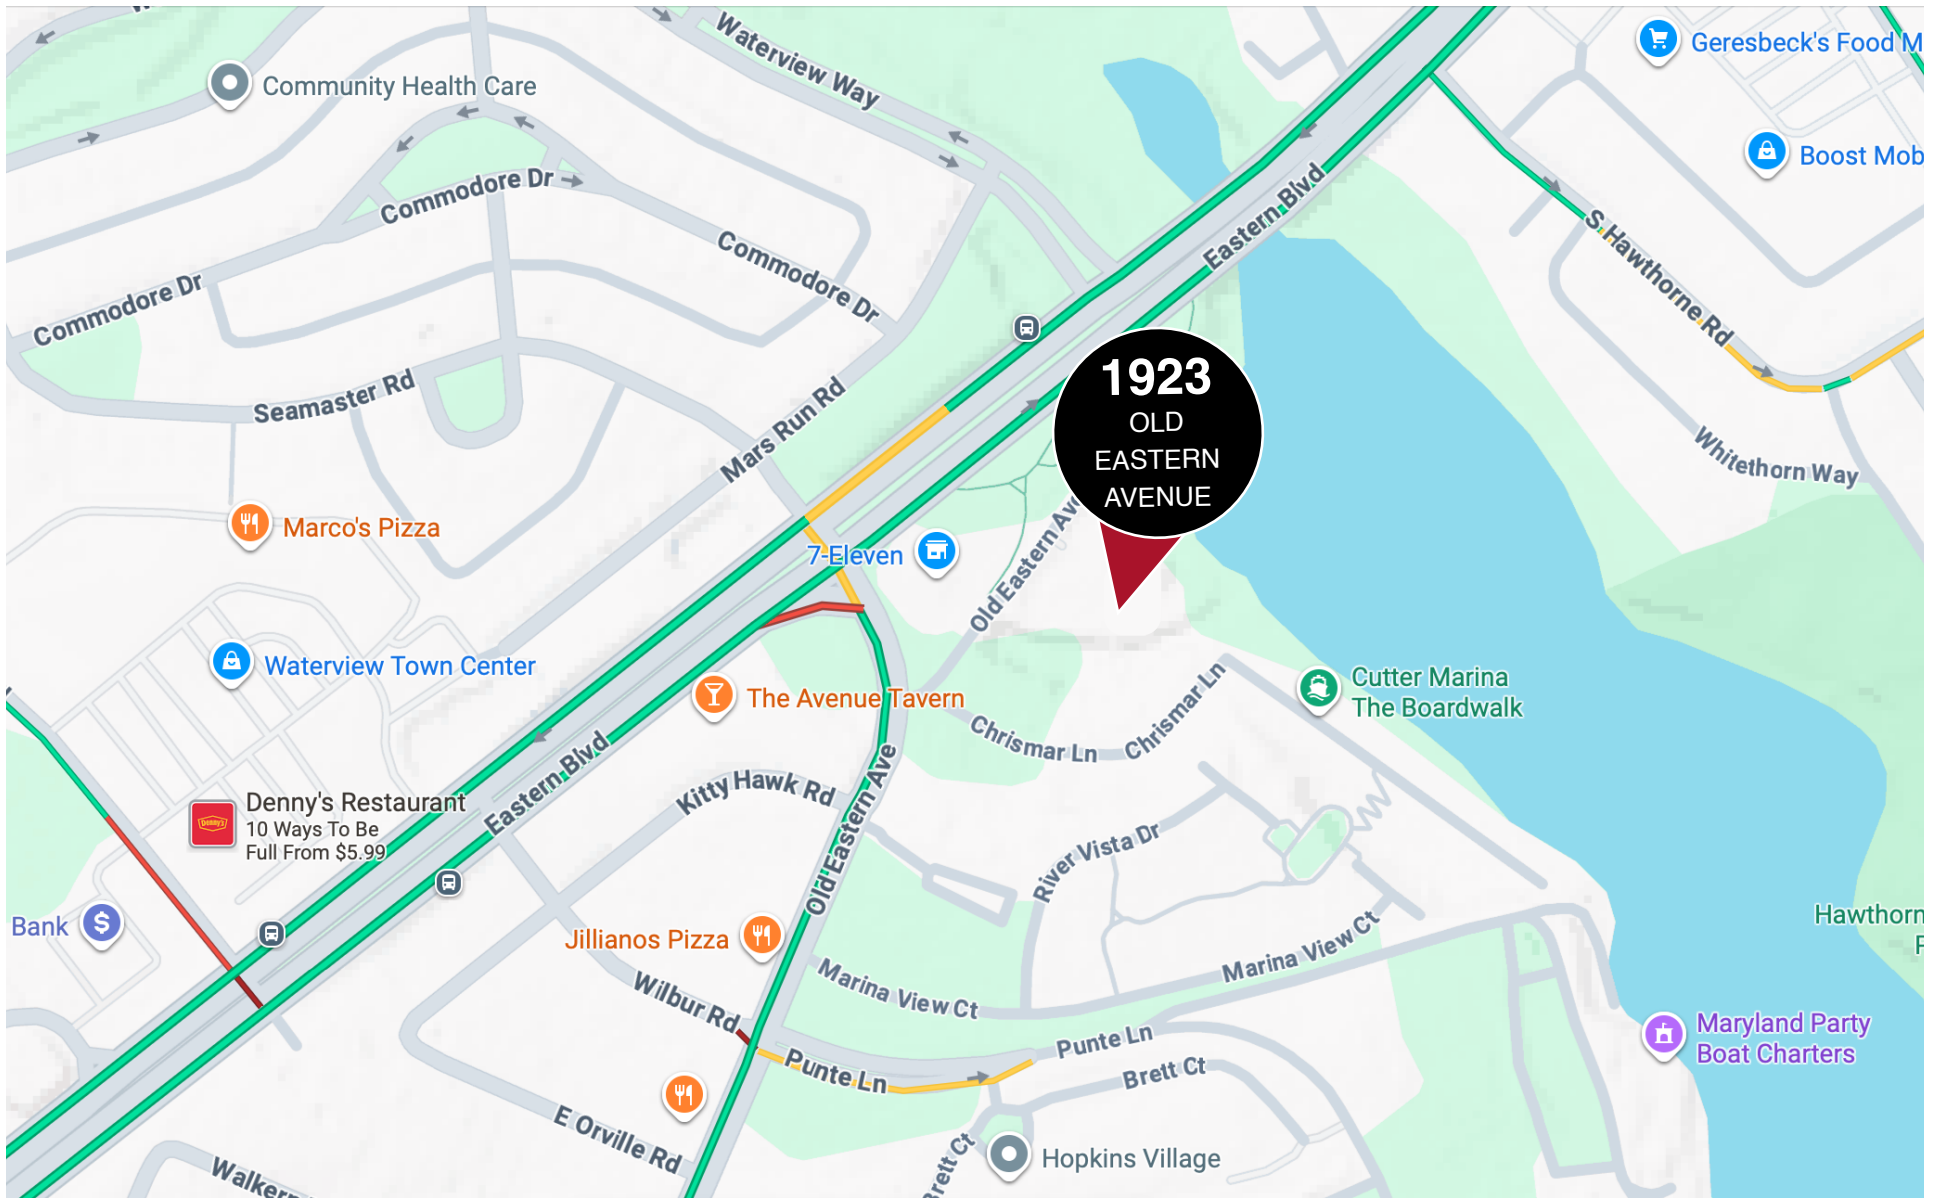 Waterview Way
Geresbeck's Food M
Community Health Care
Boost Mob
Commodore Dr
Eastern Blvd
S Hawthorne Rd
Commodore Dr
Commodore Dr
1923
OLD
EASTERN
AVENUE
Seamaster Rd
Mars Run Rd
Whitethorn Way
Marco's Pizza
7-Eleven
Old Eastern Ave
Waterview Town Center
The Avenue Tavern
Cutter Marina
The Boardwalk
Chrismar Ln
Chrismar Ln
Eastern Blvd
Kitty Hawk Rd
Old Eastern Ave
Denny's
Denny's Restaurant
10 Ways To Be
Full From $5.99
River Vista Dr
Bank
Jillianos Pizza
Hawthorn
Marina View Ct
Marina View Ct
Wilbur Rd
Maryland Party
Boat Charters
Punte Ln
Punte Ln
Brett Ct
E Orville Rd
Brett Ct
Hopkins Village
Walker